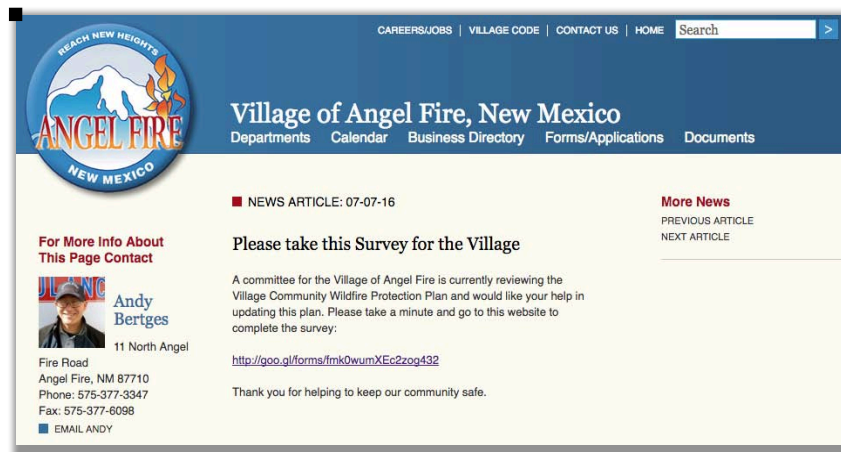 CAREERS/JOBS | VILLAGE CODE | CONTACT US | HOME Search >
REACH NEW HEIGHTS
ANGEL FIRE
NEW MEXICO
Village of Angel Fire, New Mexico
Departments Calendar Business Directory Forms/Applications Documents
For More Info About
This Page Contact
Andy
Bertges
11 North Angel
Fire Road
Angel Fire, NM 87710
Phone: 575-377-3347
Fax: 575-377-6098
EMAIL ANDY
NEWS ARTICLE: 07-07-16
Please take this Survey for the Village
A committee for the Village of Angel Fire is currently reviewing the
Village Community Wildfire Protection Plan and would like your help in
updating this plan. Please take a minute and go to this website to
complete the survey:
http://goo.gl/forms/fmk0wumXEc2zog432
Thank you for helping to keep our community safe.
More News
PREVIOUS ARTICLE
NEXT ARTICLE